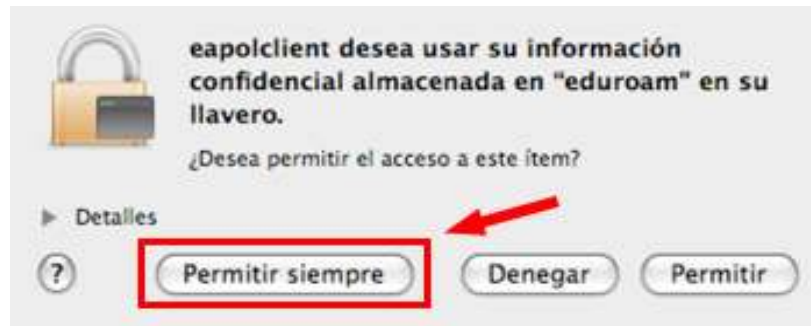 eapolclient desea usar su información
confidencial almacenada en "eduroam" en su
llavero.
¿Desea permitir el acceso a este ítem?
Detalles
? Permitir siempre Denegar Permitir